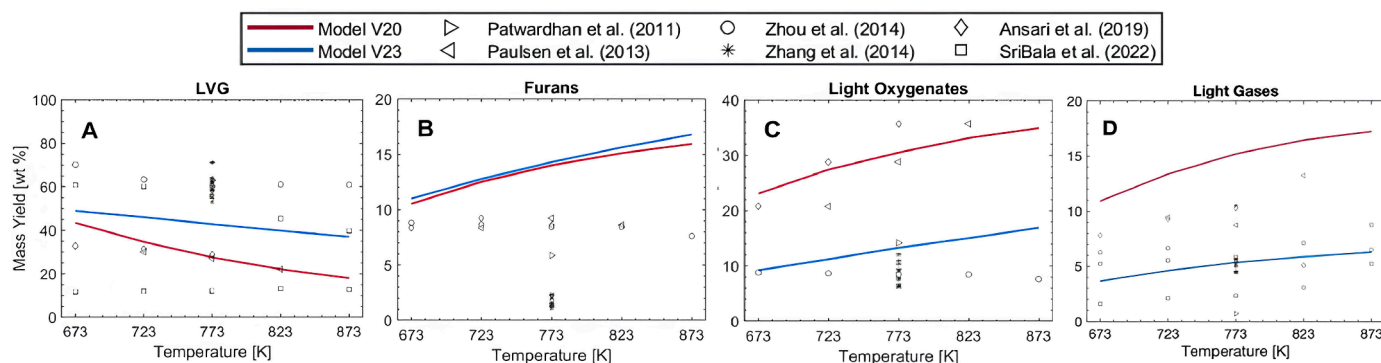 Model V20 Patwardhan et al. (2011) Zhou et al. (2014) Ansari et al. (2019)
Model V23 Paulsen et al. (2013) Zhang et al. (2014) SriBala et al. (2022)
LVG Furans Light Oxygenates Light Gases
A B C D
Mass Yield [wt %]
100
80
60
40
20
0
673 723 773 823 873
Temperature [K]
20
15
10
5
0
673 723 773 823 873
Temperature [K]
40
30
20
10
0
673 723 773 823 873
Temperature [K]
20
15
10
5
0
673 723 773 823 873
Temperature [K]